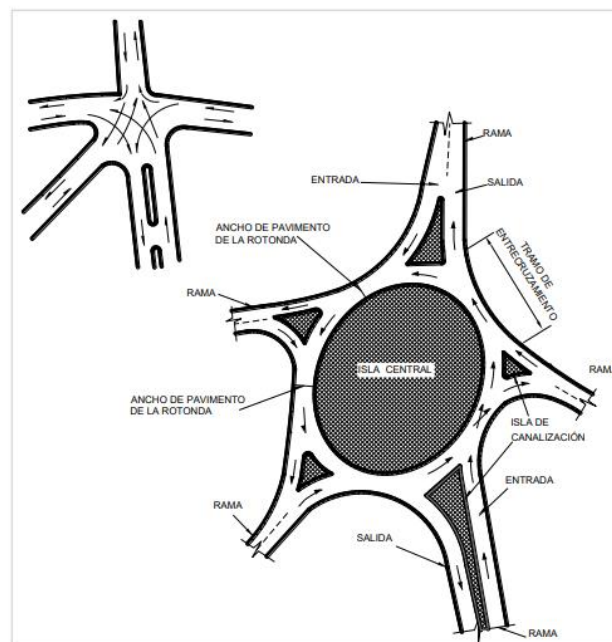 RAMA
ENTRADA
SALIDA
ANCHO DE PAVIMENTO
DE LA ROTONDA
TRAMO DE
ENTRECRUZAMIENTO
RAMA
ISLA CENTRAL
RAMA
ANCHO DE PAVIMENTO
DE LA ROTONDA
ISLA DE
CANALIZACIÓN
ENTRADA
RAMA
SALIDA
RAMA